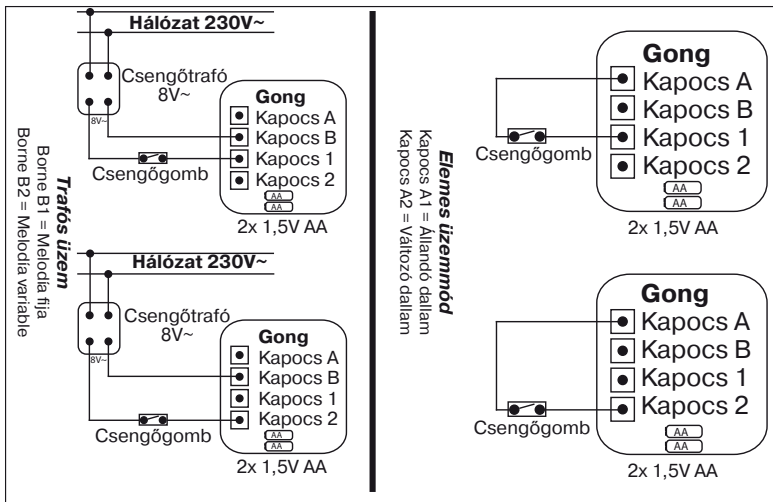 Trafós üzem
Borne B1 = Melodía fija
Borne B2 = Melodía variable
Hálózat 230V~
Csengőtrafó
8V~
8V~
Gong
Kapocs A
Kapocs B
Kapocs 1
Kapocs 2
Csengőgomb
AA
AA
2x 1,5V AA
Hálózat 230V~
Csengőtrafó
8V~
8V~
Gong
Kapocs A
Kapocs B
Kapocs 1
Kapocs 2
Csengőgomb
AA
AA
2x 1,5V AA
Elemes üzemmód
Kapocs A1 = Állandó dallam
Kapocs A2 = Változó dallam
Gong
Kapocs A
Kapocs B
Kapocs 1
Kapocs 2
Csengőgomb
AA
AA
2x 1,5V AA
Gong
Kapocs A
Kapocs B
Kapocs 1
Kapocs 2
Csengőgomb
AA
AA
2x 1,5V AA